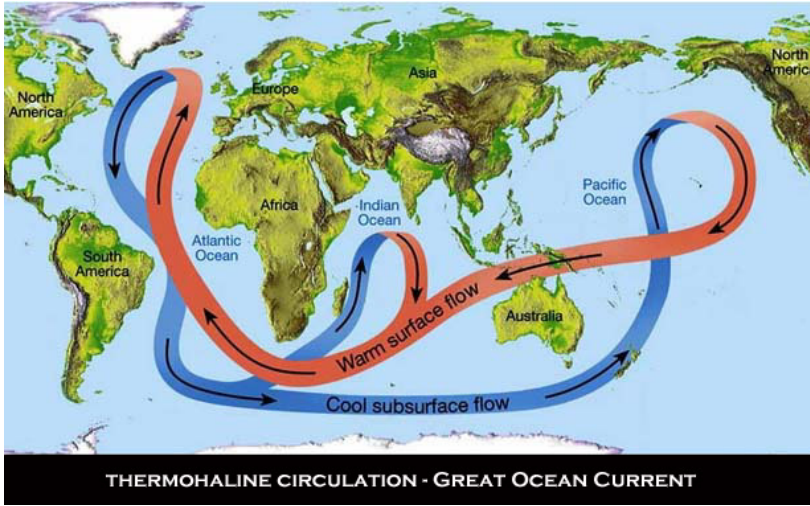 North
America
Europe
Asia
North
America
Africa
Indian
Ocean
Pacific
Ocean
Atlantic
Ocean
South
America
Australia
Warm surface flow
Cool subsurface flow
THERMOHALINE CIRCULATION - GREAT OCEAN CURRENT